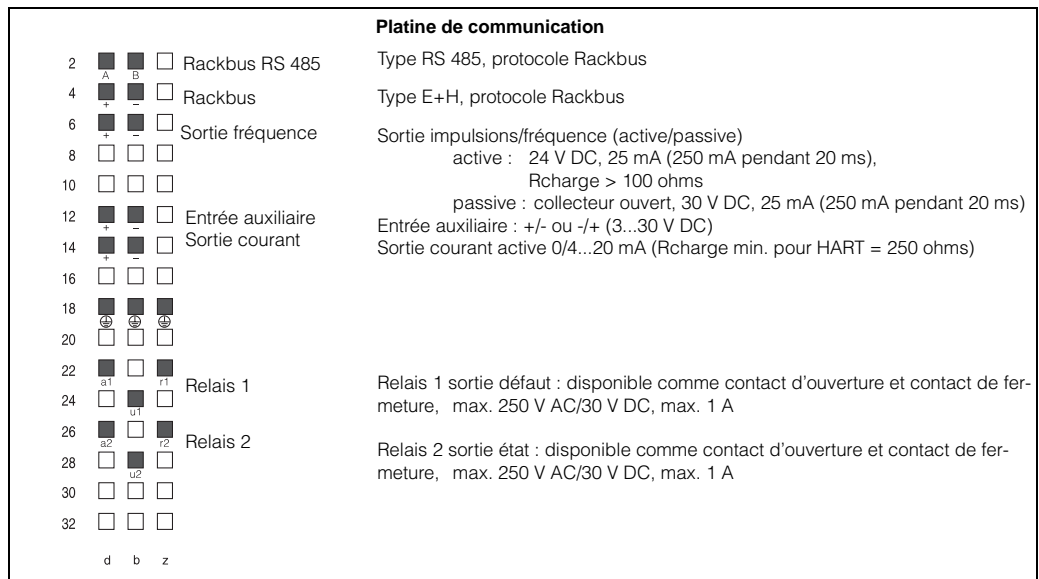 Platine de communication
2 Rackbus RS 485 Type RS 485, protocole Rackbus
A B
4 Rackbus Type E+H, protocole Rackbus
+ –
6 Sortie fréquence Sortie impulsions/fréquence (active/passive)
+ –
8 active : 24 V DC, 25 mA (250 mA pendant 20 ms),
10 Rcharge > 100 ohms
passive : collecteur ouvert, 30 V DC, 25 mA (250 mA pendant 20 ms)
12 Entrée auxiliaire Entrée auxiliaire : +/- ou -/+ (3...30 V DC)
+ –
14 Sortie courant Sortie courant active 0/4...20 mA (Rcharge min. pour HART = 250 ohms)
+ –
16
18
20
22
a1 r1
Relais 1 Relais 1 sortie défaut : disponible comme contact d'ouverture et contact de fer-
24 meture, max. 250 V AC/30 V DC, max. 1 A
u1
26
a2 r2
Relais 2 Relais 2 sortie état : disponible comme contact d'ouverture et contact de fer-
28 meture, max. 250 V AC/30 V DC, max. 1 A
u2
30
32
d b z